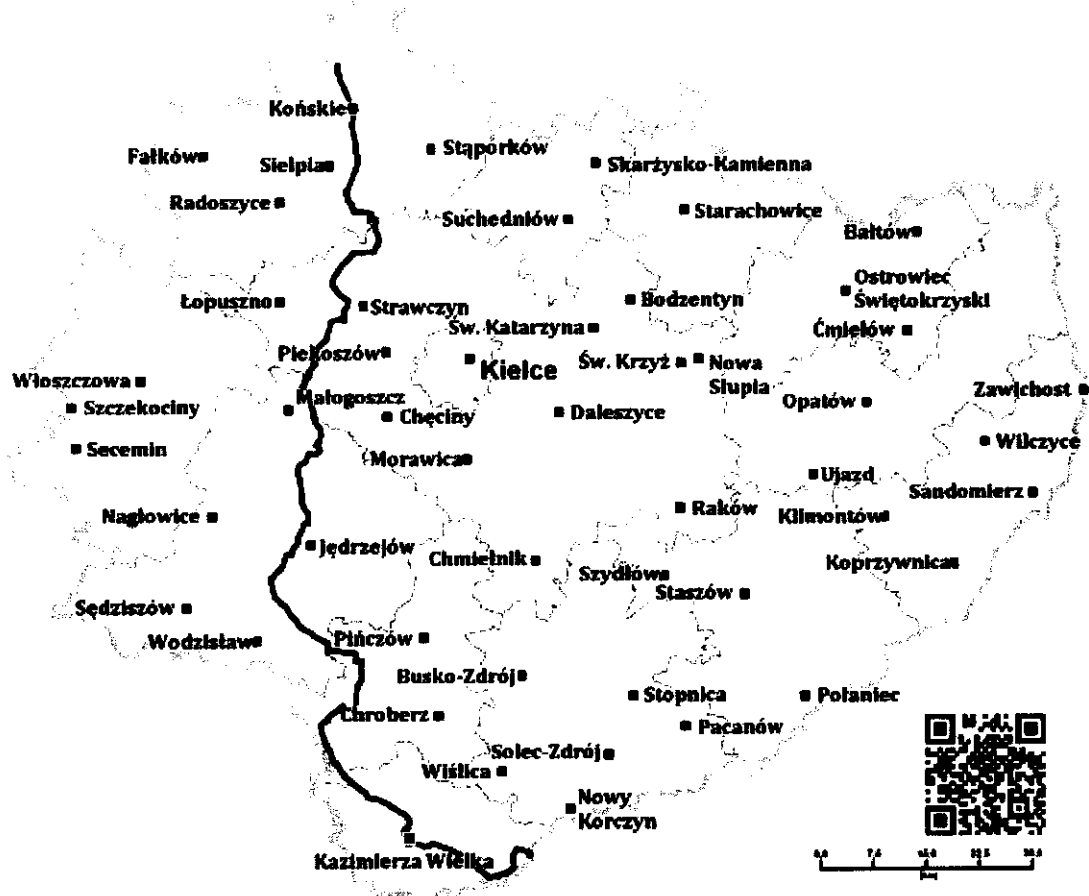 Końskie
Stąporków
Fałków
Sielpia
Skarżysko-Kamienna
Radoszyce
Suchedniów
Starachowice
Bałtów
Łopuszno
Strawczyn
Bodzentyn
Ostrowiec
Świętokrzyski
Św. Katarzyna
Ćmielów
Piekoszów
Kielce
Św. Krzyż
Nowa
Słupia
Włoszczowa
Szczekociny
Małogoszcz
Chęciny
Daleszyce
Opatów
Zawichost
Secemin
Morawica
Wilczyce
Ujazd
Sandomierz
Nagłowice
Raków
Klimontów
Jędrzejów
Chmielnik
Szydłów
Staszów
Koprzywnica
Sędziszów
Wodzisław
Pińczów
Busko-Zdrój
Stopnica
Połaniec
Chroberz
Pacanów
Solec-Zdrój
Wiślica
Nowy
Korczyn
Kazimierza Wielka